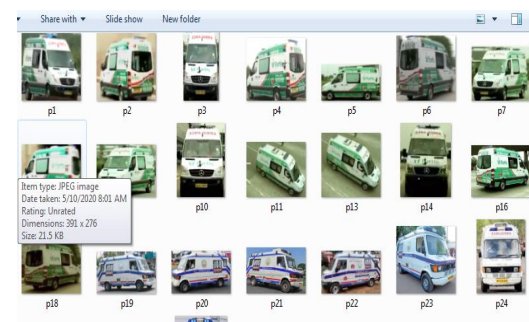 Share with Slide show New folder
p1 p2 p3 p4 p5 p6 p7
Item type: JPEG image
Date taken: 5/10/2020 8:01 AM
Rating: Unrated
Dimensions: 391 x 276
Size: 21.5 KB
p10 p11 p13 p14 p16
p18 p19 p20 p21 p22 p23 p24